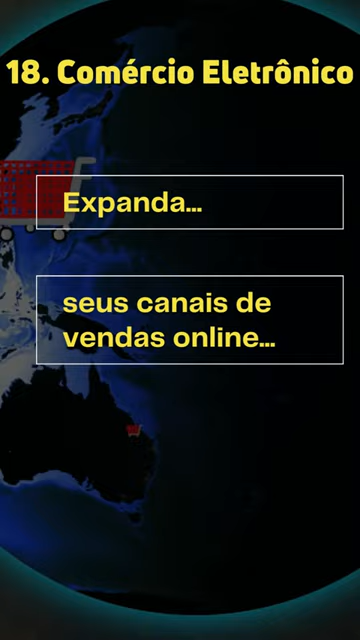 18. Comércio Eletrônico
Expanda...
seus canais de
vendas online...